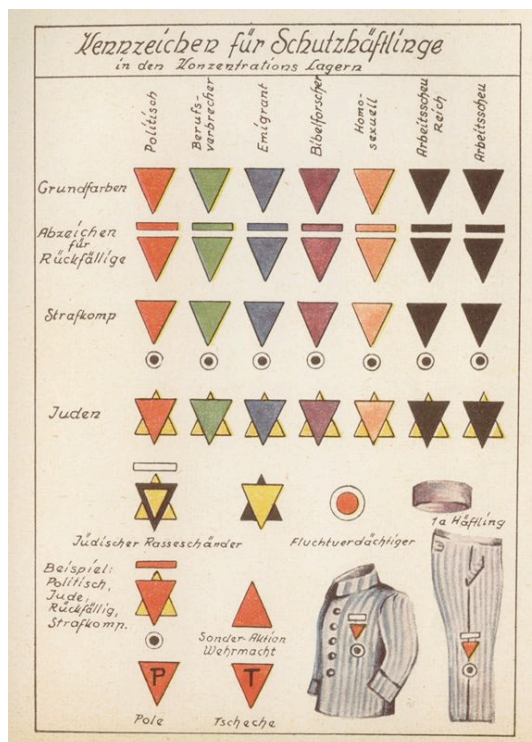 Kennzeichen für Schutzhäftlinge
in den Konzentrations Lagern
Politisch
Berufs-
verbrecher
Emigrant
Bibelforscher
Homo-
sexuell
Arbeitsscheu
Reich
Arbeitsscheu
Grundfarben
Abzeichen
für
Rückfällige
Strafkomp
Juden
Jüdischer Rasseschänder
Fluchtverdächtiger
1a Häftling
Beispiel:
Politisch,
Jude,
Rückfällig,
Strafkomp.
Sonder-Aktion
Wehrmacht
P
T
Pole
Tscheche